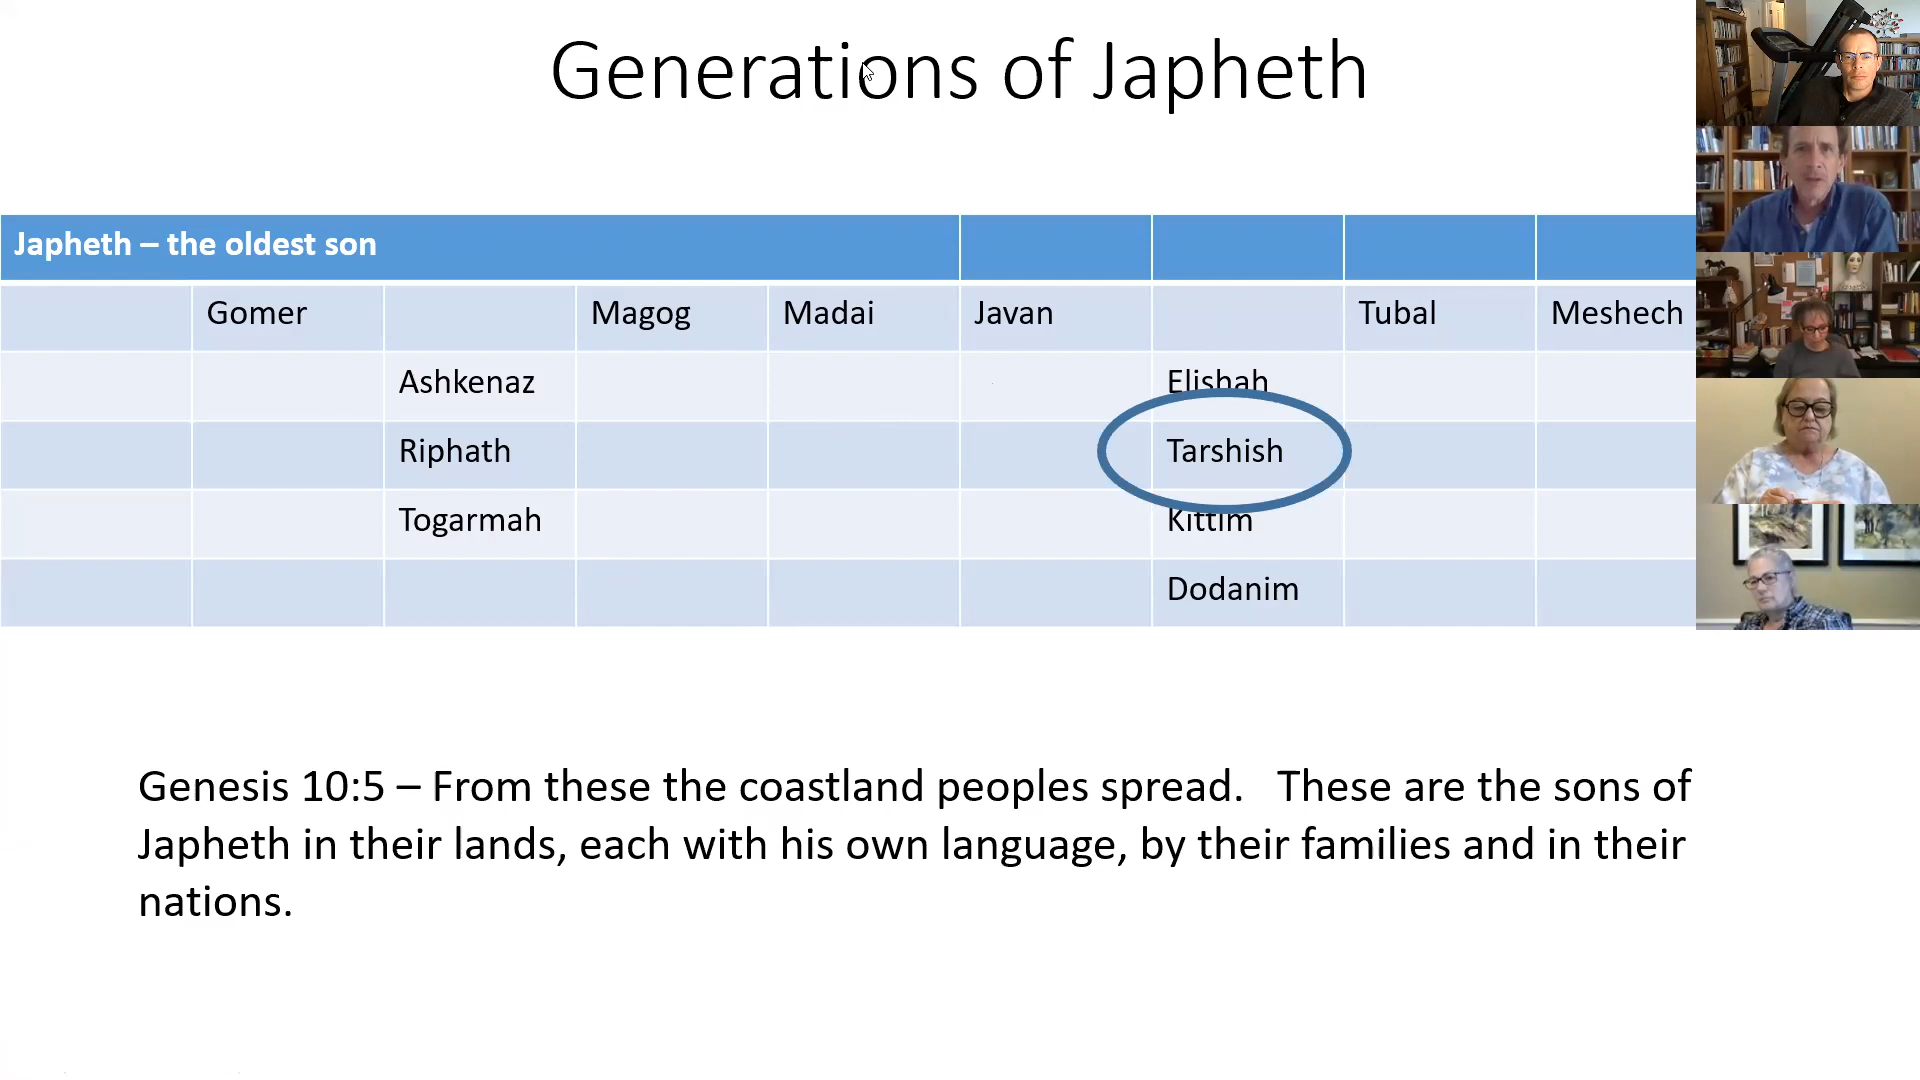 Generations of Japheth
Japheth – the oldest son
Gomer Magog Madai Javan Tubal Meshech
Ashkenaz Elishah
Riphath Tarshish
Togarmah Kittim
Dodanim
Genesis 10:5 – From these the coastland peoples spread. These are the sons of
Japheth in their lands, each with his own language, by their families and in their
nations.